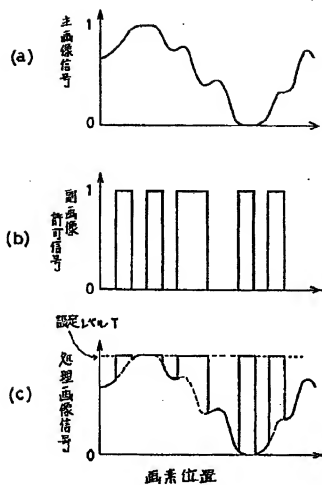 (a)
主画像信号
1
0
(b)
副画像
許可信号
1
0
設定レベルT
(c)
処理画像信号
0
画素位置